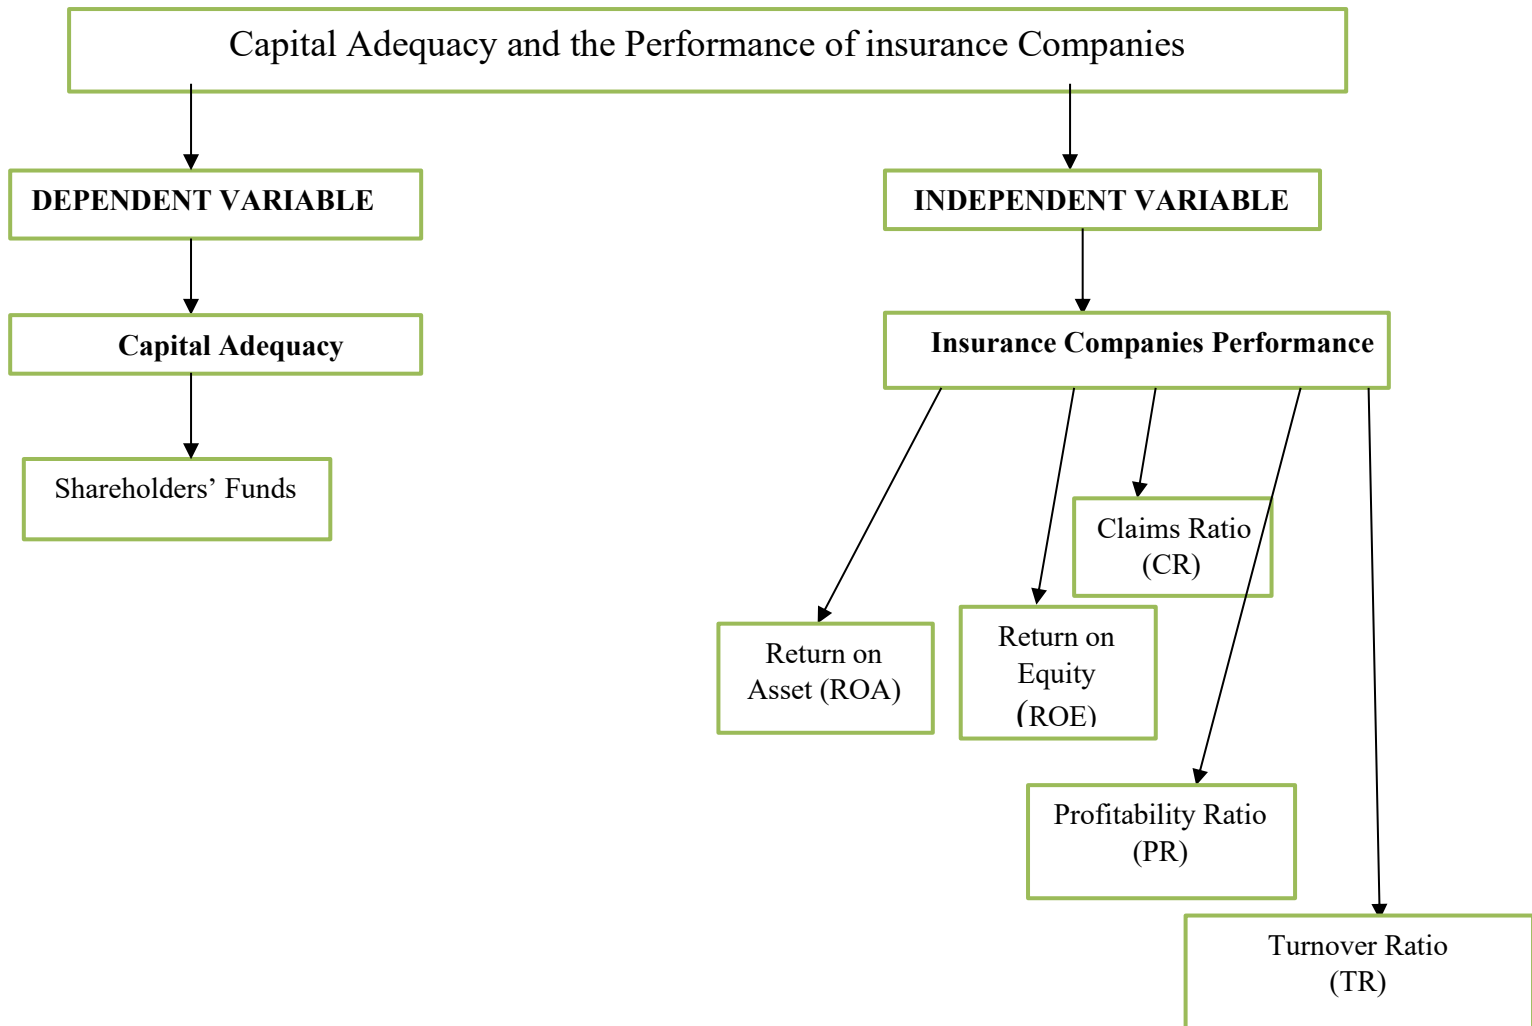 Capital Adequacy and the Performance of insurance Companies
DEPENDENT VARIABLE
INDEPENDENT VARIABLE
Capital Adequacy
Insurance Companies Performance
Shareholders’ Funds
Claims Ratio
(CR)
Return on
Asset (ROA)
Return on
Equity
(ROE)
Profitability Ratio
(PR)
Turnover Ratio
(TR)